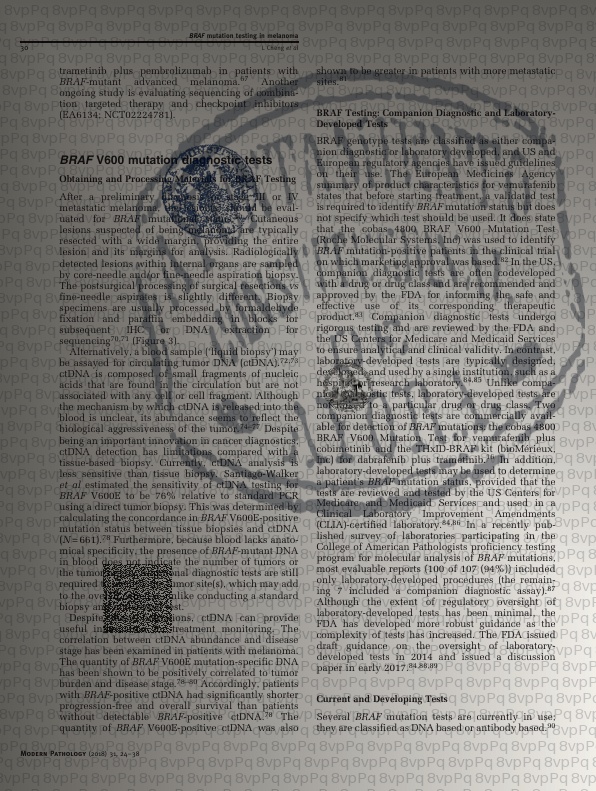 BRAF mutation testing in melanoma
30
L Cheng et al
trametinib plus pembrolizumab in patients with
BRAF-mutant advanced melanoma.67 Another
ongoing study is evaluating sequencing of combina-
tion targeted therapy and checkpoint inhibitors
(EA6134; NCT02224781).
BRAF V600 mutation diagnostic tests
Obtaining and Processing Materials for BRAF Testing
After a preliminary diagnosis of stage III or IV
metastatic melanoma, the tumor should be eval-
uated for BRAF mutational status. Cutaneous
lesions suspected of being melanoma are typically
resected with a wide margin, providing the entire
lesion and its margins for analysis. Radiologically
detected lesions within internal organs are sampled
by core-needle and/or fine-needle aspiration biopsy.
The postsurgical processing of surgical resections vs
fine-needle aspirations slightly differs. Biopsy
specimens are usually processed by formaldehyde
fixation and paraffin embedding into blocks for
subsequent IHC or DNA extraction for
sequencing70,71 (Figure 3).
Alternatively, a blood sample ('liquid biopsy') may
be assayed for circulating tumor DNA (ctDNA).72,73
ctDNA is composed of small fragments of nucleic
acids that are found in the circulation but are not
associated with any cell or cell fragment. Although
the mechanism by which ctDNA is released into the
blood is unclear, its abundance seems to reflect the
biological aggressiveness of the tumor. Despite
being an important innovation in cancer diagnostics,
ctDNA detection has limitations compared with a
tissue-based biopsy. Currently, ctDNA analysis is
less sensitive than tissue biopsy. Santiago-Walker
et al estimated the sensitivity of ctDNA testing for
BRAF V600E to be 76% relative to standard PCR
using a direct tumor biopsy. This was determined by
calculating the concordance in BRAF V600E-positive
mutation status between tissue biopsies and ctDNA
(N = 661).78 Furthermore, because blood lacks anato-
mical specificity, the presence of BRAF-mutant DNA
in blood does not indicate the number of tumors or
the tumor nal diagnostic tests are still
required mor site(s), which may add
to the over nlike conducting a standard
biopsy an est.
Despite ns, ctDNA can provide
useful in treatment monitoring. The
correlation between ctDNA abundance and disease
stage has been examined in patients with melanoma.
The quantity of BRAF V600E mutation-specific DNA
has been shown to be positively correlated to tumor
burden and disease stage.78–80 Accordingly, patients
with BRAF-positive ctDNA had significantly shorter
progression-free and overall survival than patients
without detectable BRAF-positive ctDNA.78 The
quantity of BRAF V600E-positive ctDNA was also
shown to be greater in patients with more metastatic
sites.81
BRAF Testing: Companion Diagnostic and Laboratory-
Developed Tests
BRAF genotype tests are classified as either compa-
nion diagnostic or laboratory developed, and US and
European regulatory agencies have issued guidelines
on their use. The European Medicines Agency
summary of product characteristics for vemurafenib
states that before starting treatment, a validated test
is required to identify BRAF mutation status but does
not specify which test should be used. It does state
that the cobas 4800 BRAF V600 Mutation Test
(Roche Molecular Systems, Inc) was used to identify
BRAF mutation-positive patients in the clinical trial
on which marketing approval was based.82 In the US,
companion diagnostic tests are often codeveloped
with a drug or drug class and are recommended and
approved by the FDA for informing the safe and
effective use of its corresponding therapeutic
product.83 Companion diagnostic tests undergo
rigorous testing and are reviewed by the FDA and
the US Centers for Medicare and Medicaid Services
to ensure analytical and clinical validity. In contrast,
laboratory-developed tests are typically designed,
and used by a single institution, such as a
hospital or research laboratory.84,85 Unlike compa-
nion diagnostic tests, laboratory-developed tests are
not tied to a particular drug or drug class. Two
companion diagnostic tests are commercially avail-
able for detection of BRAF mutations: the cobas 4800
BRAF V600 Mutation Test for vemurafenib plus
cobimetinib and the THxID-BRAF kit (bioMérieux,
Inc) for dabrafenib plus trametinib. In addition,
laboratory-developed tests may be used to determine
a patient's BRAF mutation status, provided that the
tests are reviewed and tested by the US Centers for
Medicare and Medicaid Services and used in a
Clinical Laboratory Improvement Amendments
(CLIA)-certified laboratory.84,86 In a recently pub-
lished survey of laboratories participating in the
College of American Pathologists proficiency testing
program for molecular analysis of BRAF mutations,
most evaluable reports (100 of 107 (94%)) included
only laboratory-developed procedures (the remain-
ing 7 included a companion diagnostic assay).87
Although the extent of regulatory oversight of
laboratory-developed tests has been minimal, the
FDA has developed more robust guidance as the
complexity of tests has increased. The FDA issued
draft guidance on the oversight of laboratory-
developed tests in 2014 and issued a discussion
paper in early 2017.84,88,89
Current and Developing Tests
Several BRAF mutation tests are currently in use;
they are classified as DNA based or antibody based.90
MODERN PATHOLOGY (2018) 31, 24–38